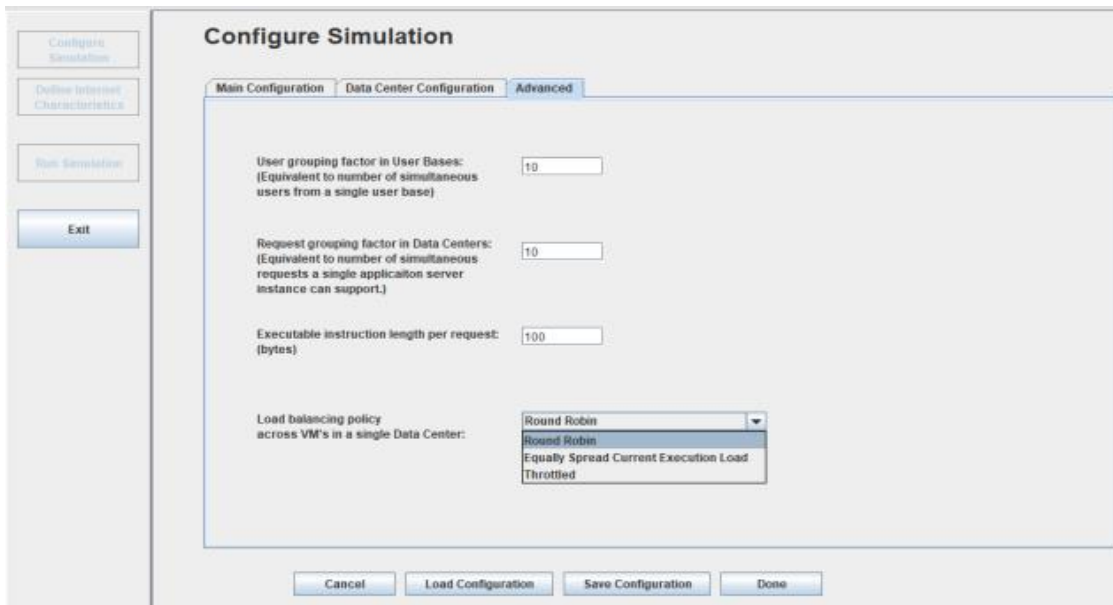 Configure Simulation
Configure
Simulation
Define Internet
Characteristics
Run Simulation
Exit
Main Configuration
Data Center Configuration
Advanced
User grouping factor in User Bases:
(Equivalent to number of simultaneous
users from a single user base)
10
Request grouping factor in Data Centers:
(Equivalent to number of simultaneous
requests a single applicaiton server
instance can support.)
10
Executable instruction length per request:
(bytes)
100
Load balancing policy
across VM's in a single Data Center:
Round Robin
Round Robin
Equally Spread Current Execution Load
Throttled
Cancel
Load Configuration
Save Configuration
Done